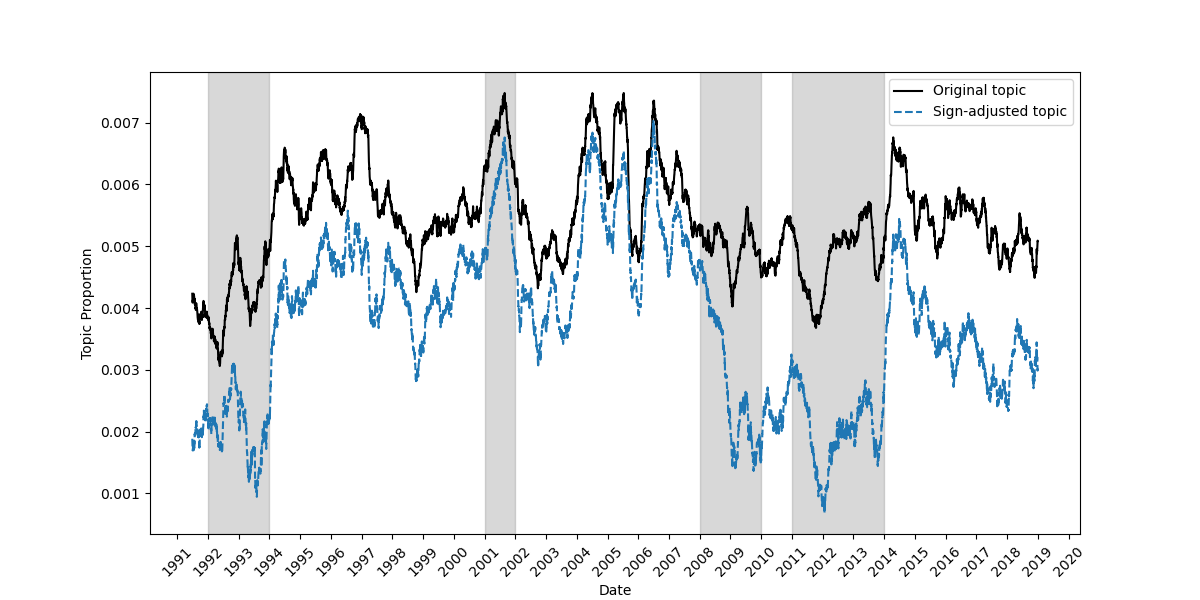 Original topic
Sign-adjusted topic
Topic Proportion
0.007
0.006
0.005
0.004
0.003
0.002
0.001
1991 1992 1993 1994 1995 1996 1997 1998 1999 2000 2001 2002 2003 2004 2005 2006 2007 2008 2009 2010 2011 2012 2013 2014 2015 2016 2017 2018 2019 2020
Date